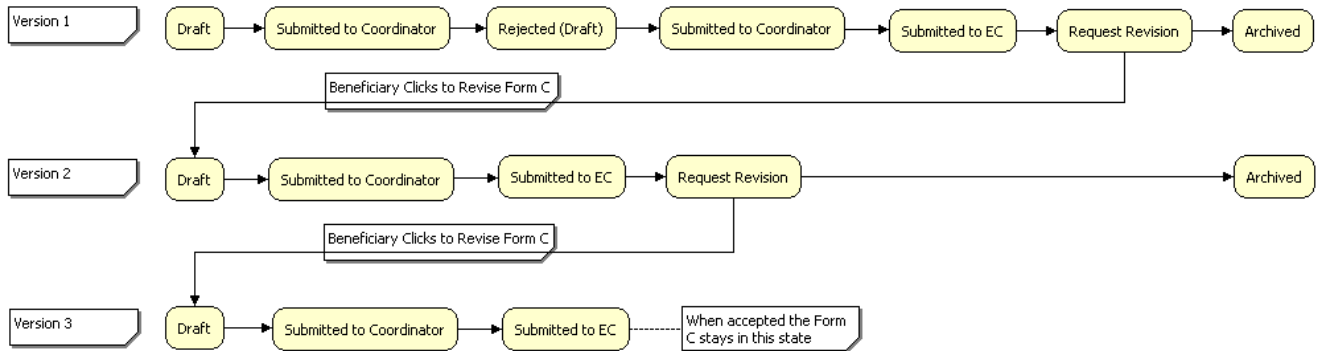 Version 1
Draft
Submitted to Coordinator
Rejected (Draft)
Submitted to Coordinator
Submitted to EC
Request Revision
Archived
Beneficiary Clicks to Revise Form C
Version 2
Draft
Submitted to Coordinator
Submitted to EC
Request Revision
Archived
Beneficiary Clicks to Revise Form C
Version 3
Draft
Submitted to Coordinator
Submitted to EC
When accepted the Form
C stays in this state